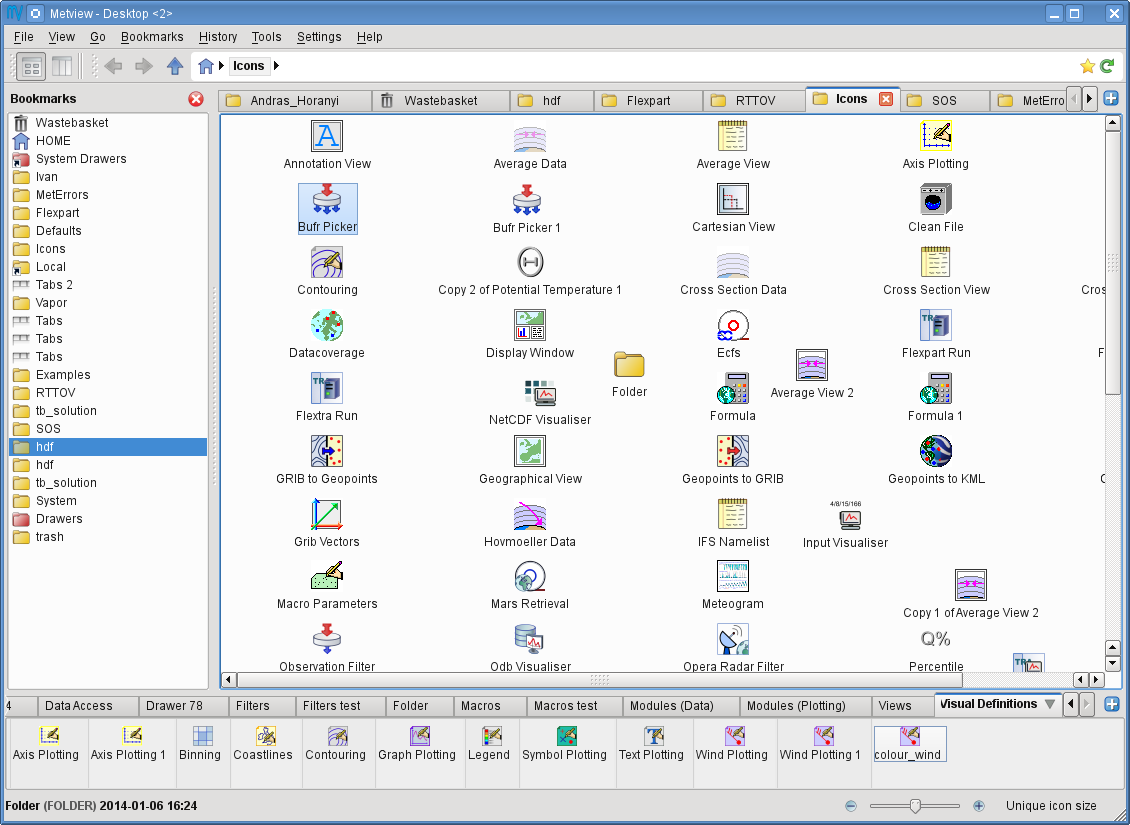 Metview - Desktop <2>
File View Go Bookmarks History Tools Settings Help
Icons
Bookmarks
Andras_Horanyi Wastebasket hdf Flexpart RTTOV Icons SOS MetErro
Wastebasket
HOME
System Drawers
Ivan
MetErrors
Flexpart
Defaults
Icons
Local
Tabs 2
Vapor
Tabs
Tabs
Tabs
Examples
RTTOV
tb_solution
SOS
hdf
hdf
tb_solution
System
Drawers
trash
Annotation View Average Data Average View Axis Plotting
Bufr Picker Bufr Picker 1 Cartesian View Clean File
Contouring Copy 2 of Potential Temperature 1 Cross Section Data Cross Section View Cros
Datacoverage Display Window Ecfs Flexpart Run F
Folder Average View 2
Flextra Run NetCDF Visualiser Formula Formula 1
GRIB to Geopoints Geographical View Geopoints to GRIB Geopoints to KML
4/8/15/166
Grib Vectors Hovmoeller Data IFS Namelist Input Visualiser
Macro Parameters Mars Retrieval Meteogram Copy 1 of Average View 2
Q%
Observation Filter Odb Visualiser Opera Radar Filter Percentile
4 Data Access Drawer 78 Filters Filters test Folder Macros Macros test Modules (Data) Modules (Plotting) Views Visual Definitions
Axis Plotting Axis Plotting 1 Binning Coastlines Contouring Graph Plotting Legend Symbol Plotting Text Plotting Wind Plotting Wind Plotting 1 colour_wind
Folder (FOLDER) 2014-01-06 16:24 Unique icon size